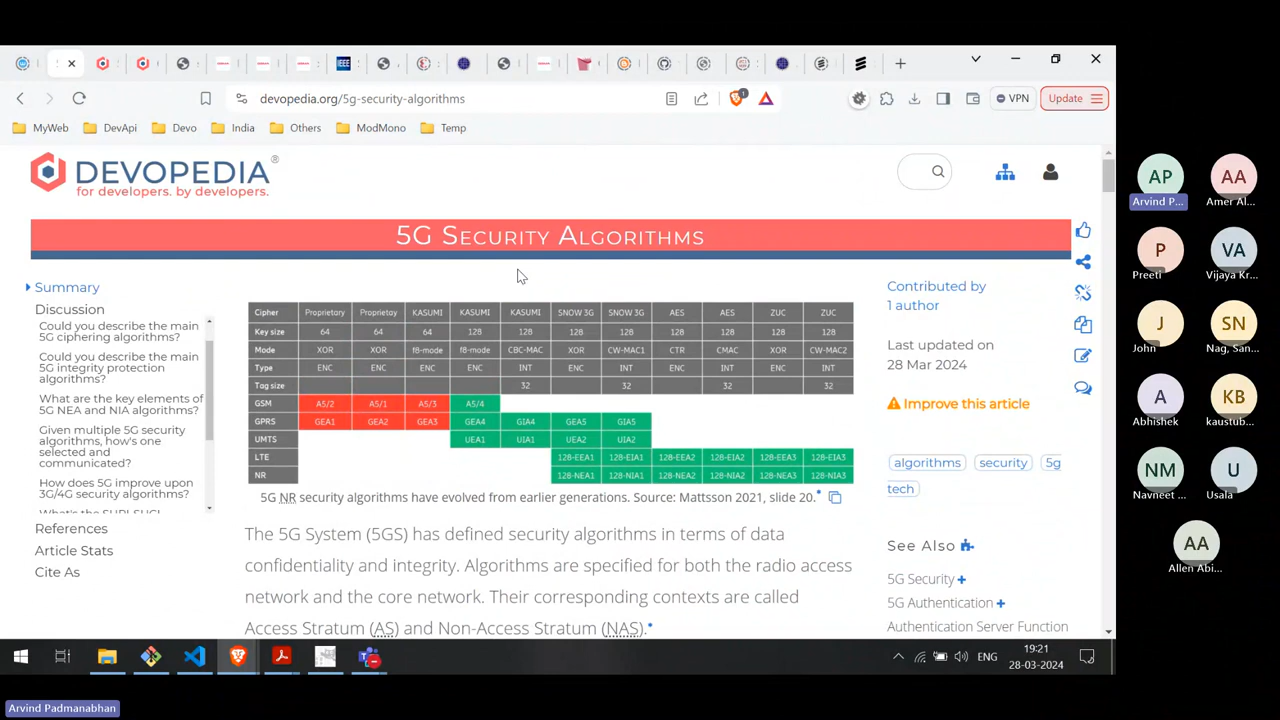 devopedia.org/5g-security-algorithms
1
VPN
Update
MyWeb
DevApi
Devo
India
Others
ModMono
Temp
DEVOPEDIA®
for developers. by developers.
5G Security Algorithms
Summary
Discussion
Could you describe the main
5G ciphering algorithms?
Could you describe the main
5G integrity protection
algorithms?
What are the key elements of
5G NEA and NIA algorithms?
Given multiple 5G security
algorithms, how's one
selected and
communicated?
How does 5G improve upon
3G/4G security algorithms?
References
Article Stats
Cite As
Cipher Proprietary Proprietay KASUMI KASUMI KASUMI SNOW 3G SNOW 3G AES AES ZUC ZUC
Key size 64 64 64 128 128 128 128 128 128 128 128
Mode XOR XOR f8-mode f8-mode CBC-MAC XOR CW-MAC1 CTR CMAC XOR CW-MAC2
Type ENC ENC ENC ENC INT ENC INT ENC INT ENC INT
Tag size 32 32 32 32
GSM A5/2 A5/1 A5/3 A5/4
GPRS GEA1 GEA2 GEA3 GEA4 GIA4 GEA5 GIA5
UMTS UEA1 UIA1 UEA2 UIA2
LTE 128-EEA1 128-EIA1 128-EEA2 128-EIA2 128-EEA3 128-EIA3
NR 128-NEA1 128-NIA1 128-NEA2 128-NIA2 128-NEA3 128-NIA3
5G NR security algorithms have evolved from earlier generations. Source: Mattsson 2021, slide 20.*
The 5G System (5GS) has defined security algorithms in terms of data
confidentiality and integrity. Algorithms are specified for both the radio access
network and the core network. Their corresponding contexts are called
Access Stratum (AS) and Non-Access Stratum (NAS).*
Contributed by
1 author
Last updated on
28 Mar 2024
Improve this article
algorithms
security
5g
tech
See Also
5G Security +
5G Authentication +
Authentication Server Function
ENG
19:21
28-03-2024
AP
Arvind P...
AA
Amer Al...
P
Preeti
VA
Vijaya Kr...
J
John
SN
Nag, San...
A
Abhishek
KB
kaustub...
NM
Navneet ...
U
Usala
AA
Allen Abi...
Arvind Padmanabhan